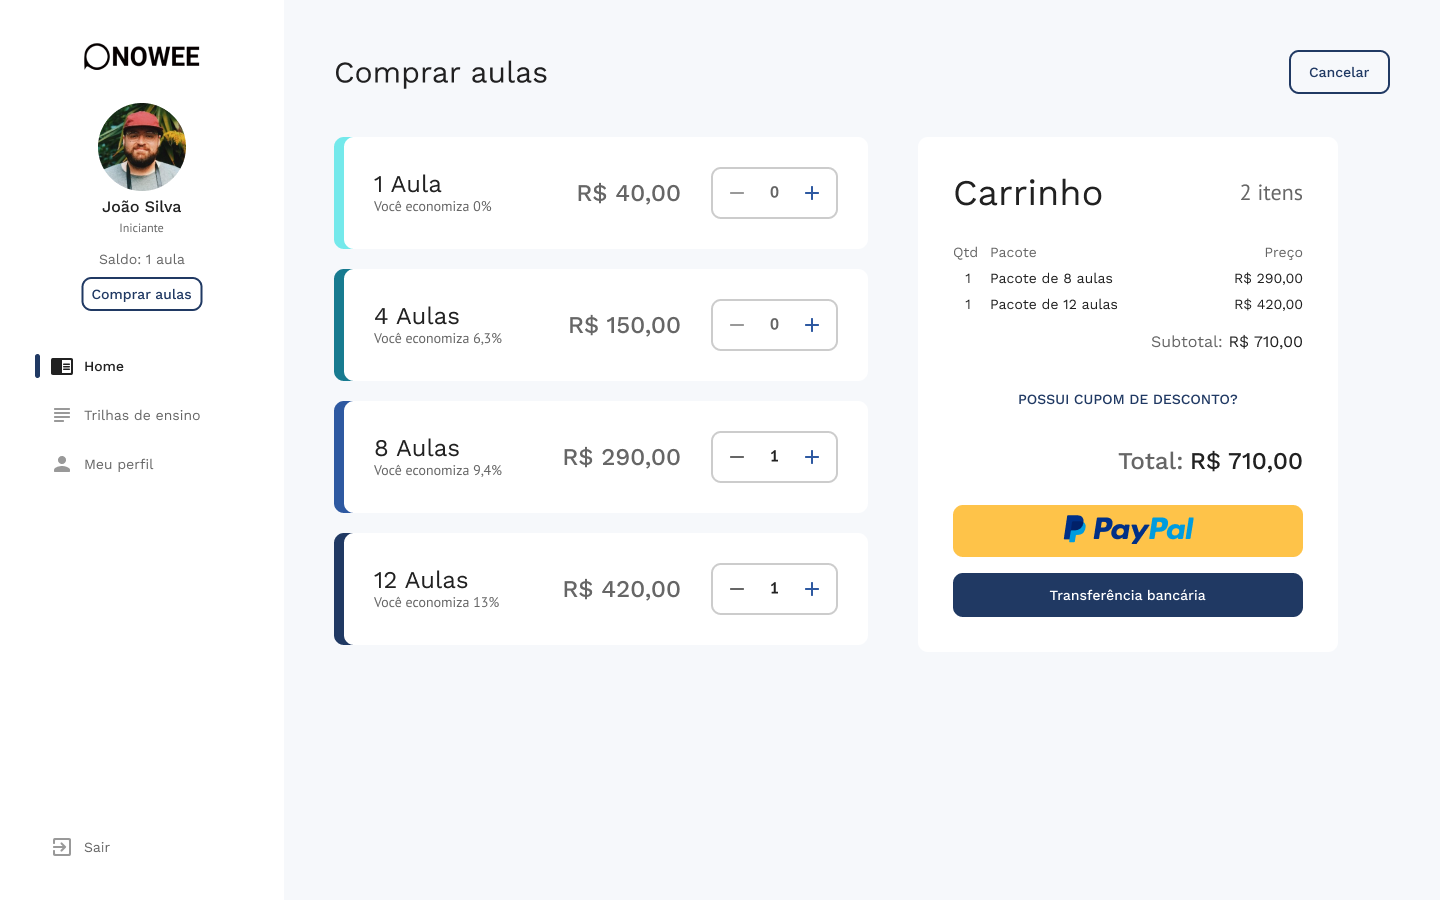 NOWEE
João Silva
Iniciante
Saldo: 1 aula
Comprar aulas
Home
Trilhas de ensino
Meu perfil
Sair
Comprar aulas
Cancelar
1 Aula
Você economiza 0%
R$ 40,00
0
4 Aulas
Você economiza 6,3%
R$ 150,00
0
8 Aulas
Você economiza 9,4%
R$ 290,00
1
12 Aulas
Você economiza 13%
R$ 420,00
1
Carrinho
2 itens
Qtd Pacote Preço
1 Pacote de 8 aulas R$ 290,00
1 Pacote de 12 aulas R$ 420,00
Subtotal: R$ 710,00
POSSUI CUPOM DE DESCONTO?
Total: R$ 710,00
PayPal
Transferência bancária